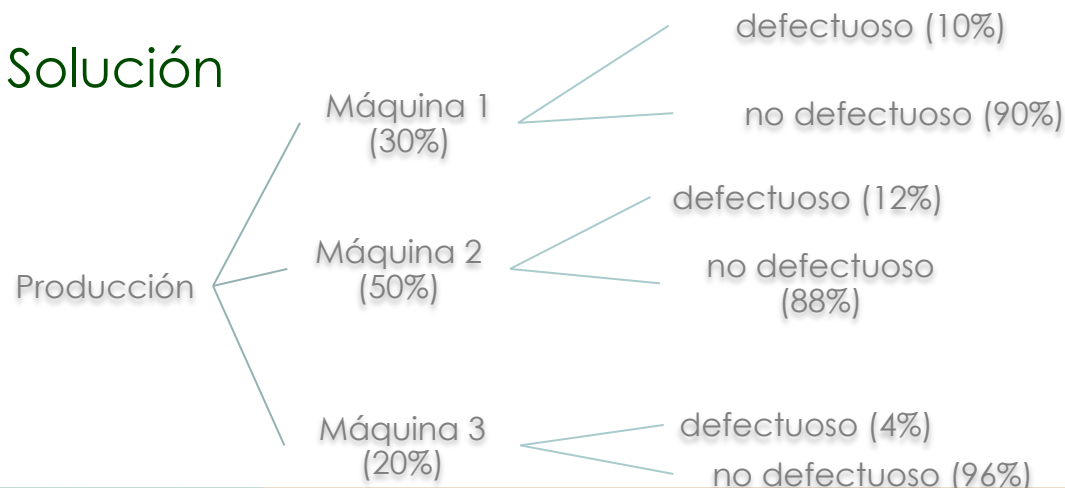 Solución
Producción
Máquina 1
(30%)
defectuoso (10%)
no defectuoso (90%)
Máquina 2
(50%)
defectuoso (12%)
no defectuoso
(88%)
Máquina 3
(20%)
defectuoso (4%)
no defectuoso (96%)